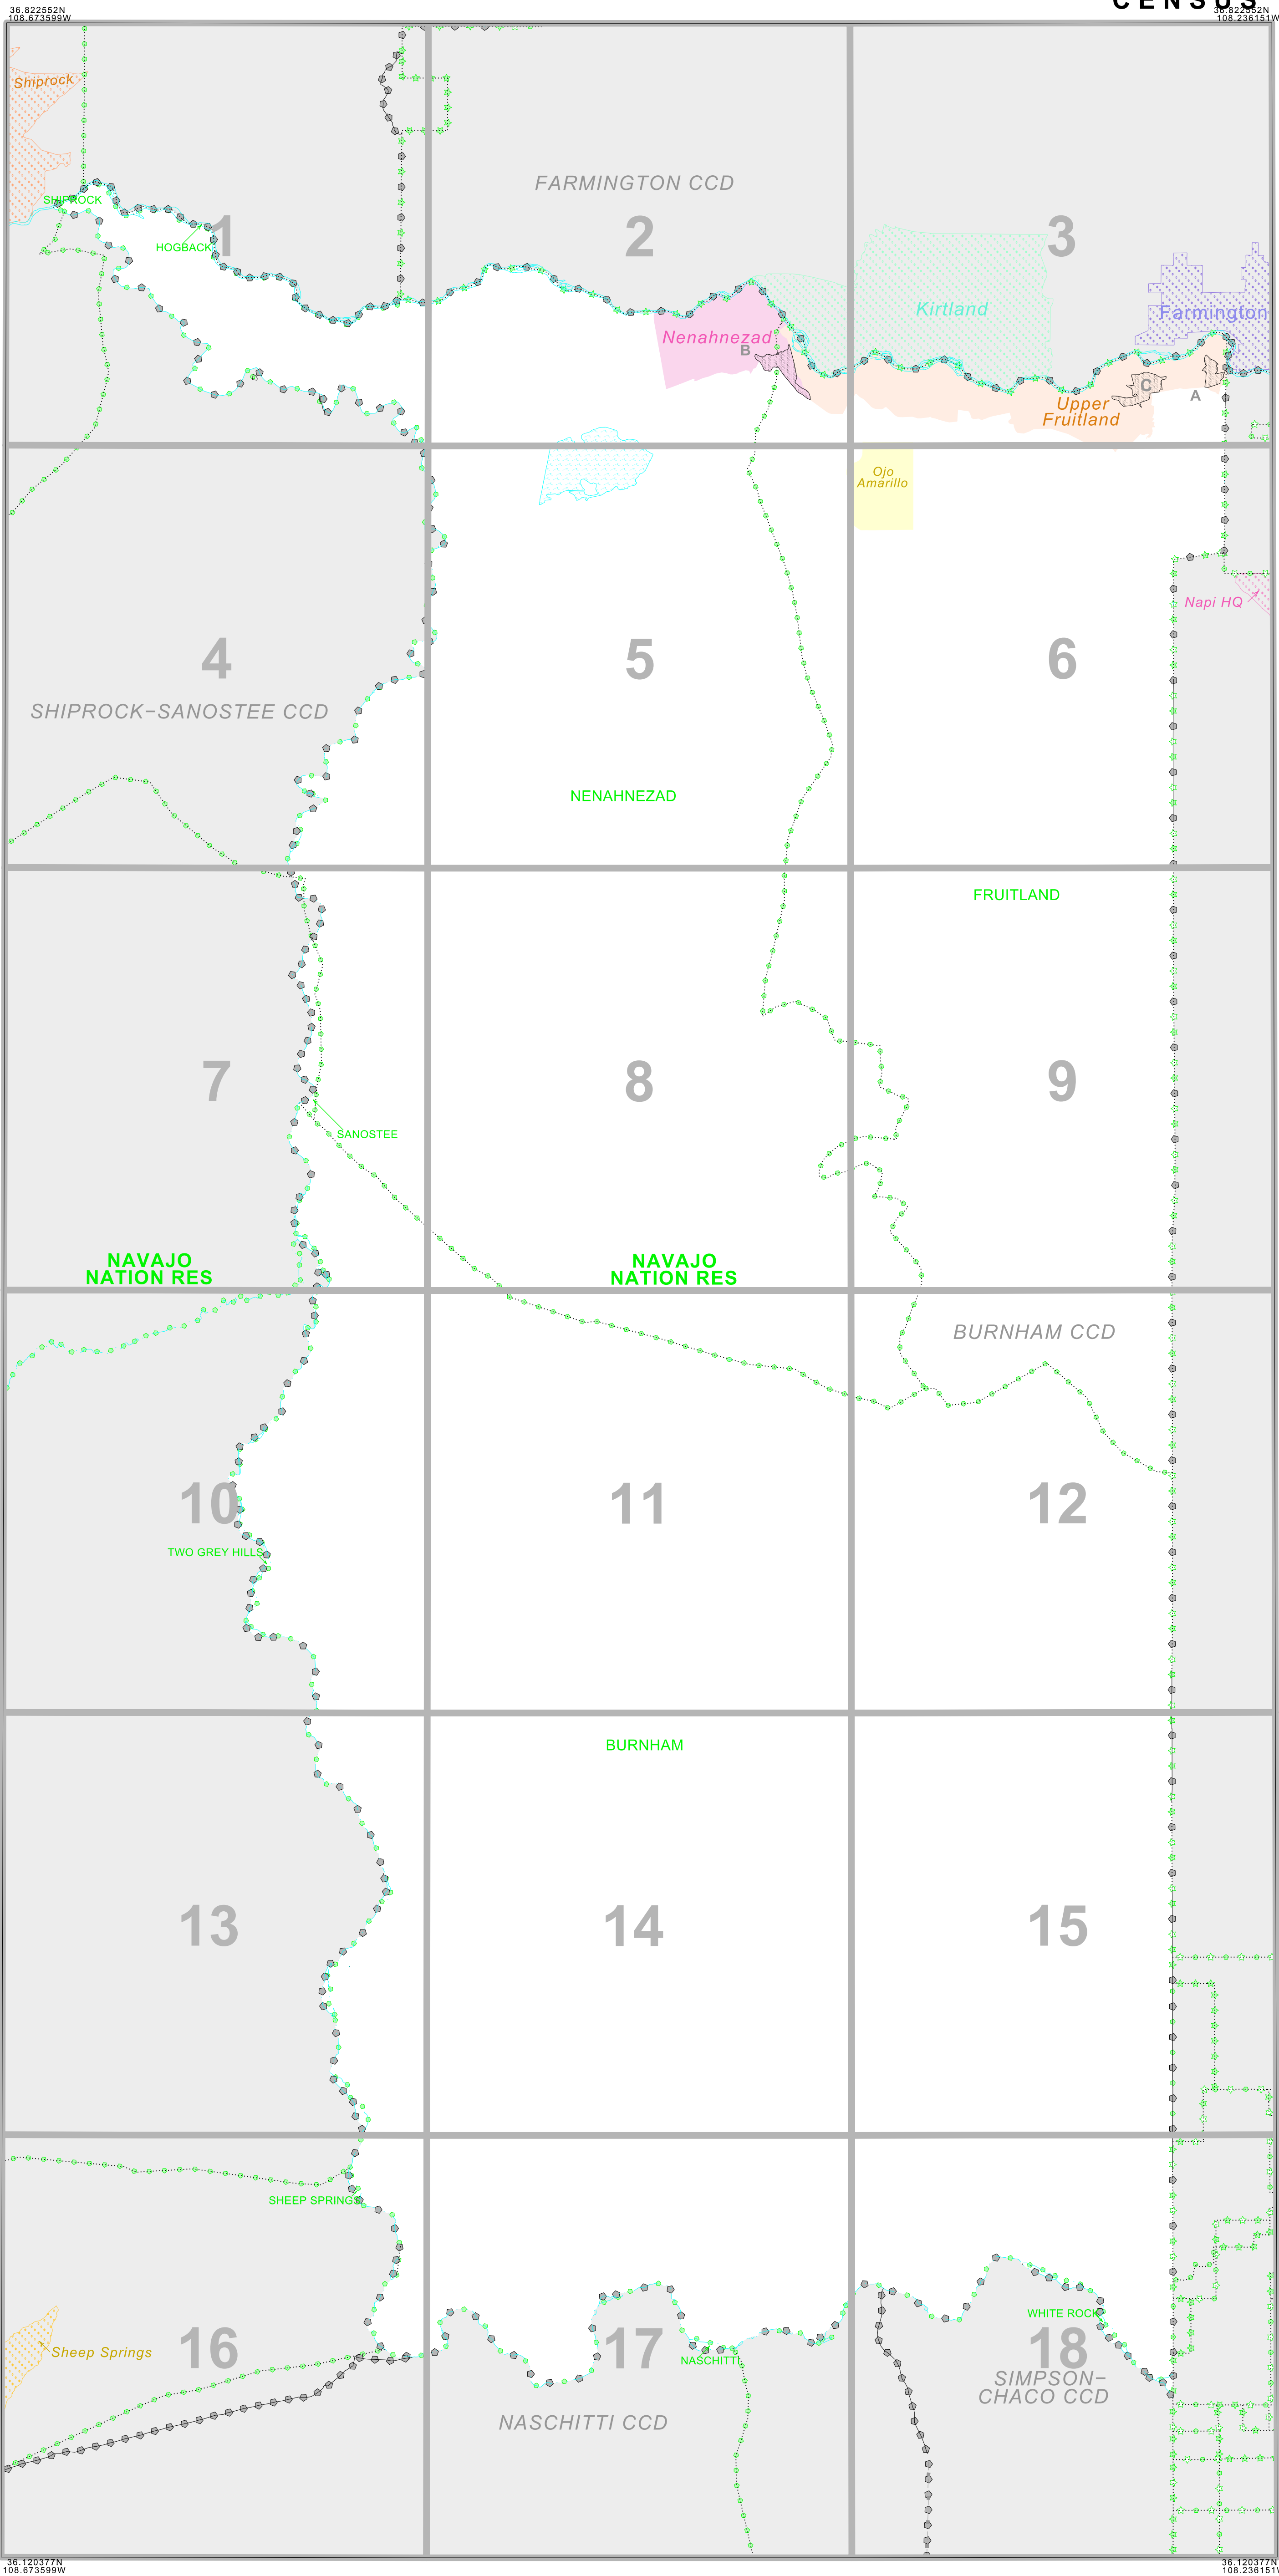 CENSUS
36.822552N
108.673599W
36.822552N
108.236151W
Shiprock
FARMINGTON CCD
SHIPROCK
HOGBACK
1
2
3
Kirtland
Farmington
Nenahnezad
B
C
A
Upper
Fruitland
Ojo
Amarillo
Napi HQ
4
5
6
SHIPROCK-SANOSTEE CCD
NENAHNEZAD
FRUITLAND
7
8
9
SANOSTEE
NAVAJO
NATION RES
NAVAJO
NATION RES
BURNHAM CCD
10
11
12
TWO GREY HILLS
BURNHAM
13
14
15
SHEEP SPRINGS
WHITE ROCK
16
17
18
Sheep Springs
NASCHITTI
SIMPSON-
CHACO CCD
NASCHITTI CCD
36.120377N
108.673599W
36.120377N
108.236151W